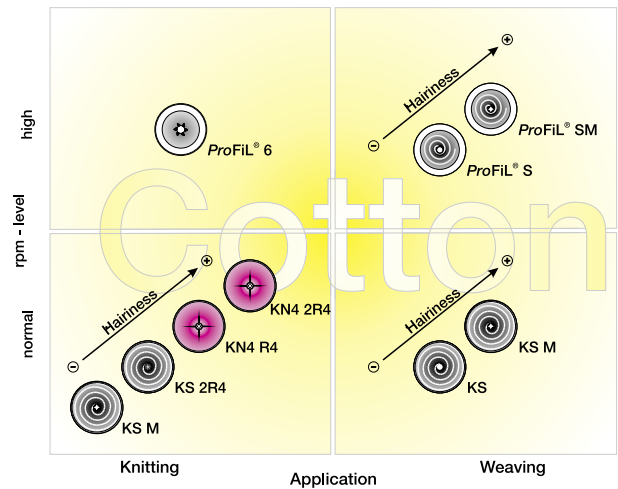 Cotton
rpm - level
high
normal
Hairiness
ProFiL® 6
Hairiness
ProFiL® SM
ProFiL® S
Hairiness
KN4 2R4
KN4 R4
KS 2R4
KS M
Hairiness
KS M
KS
Knitting
Application
Weaving